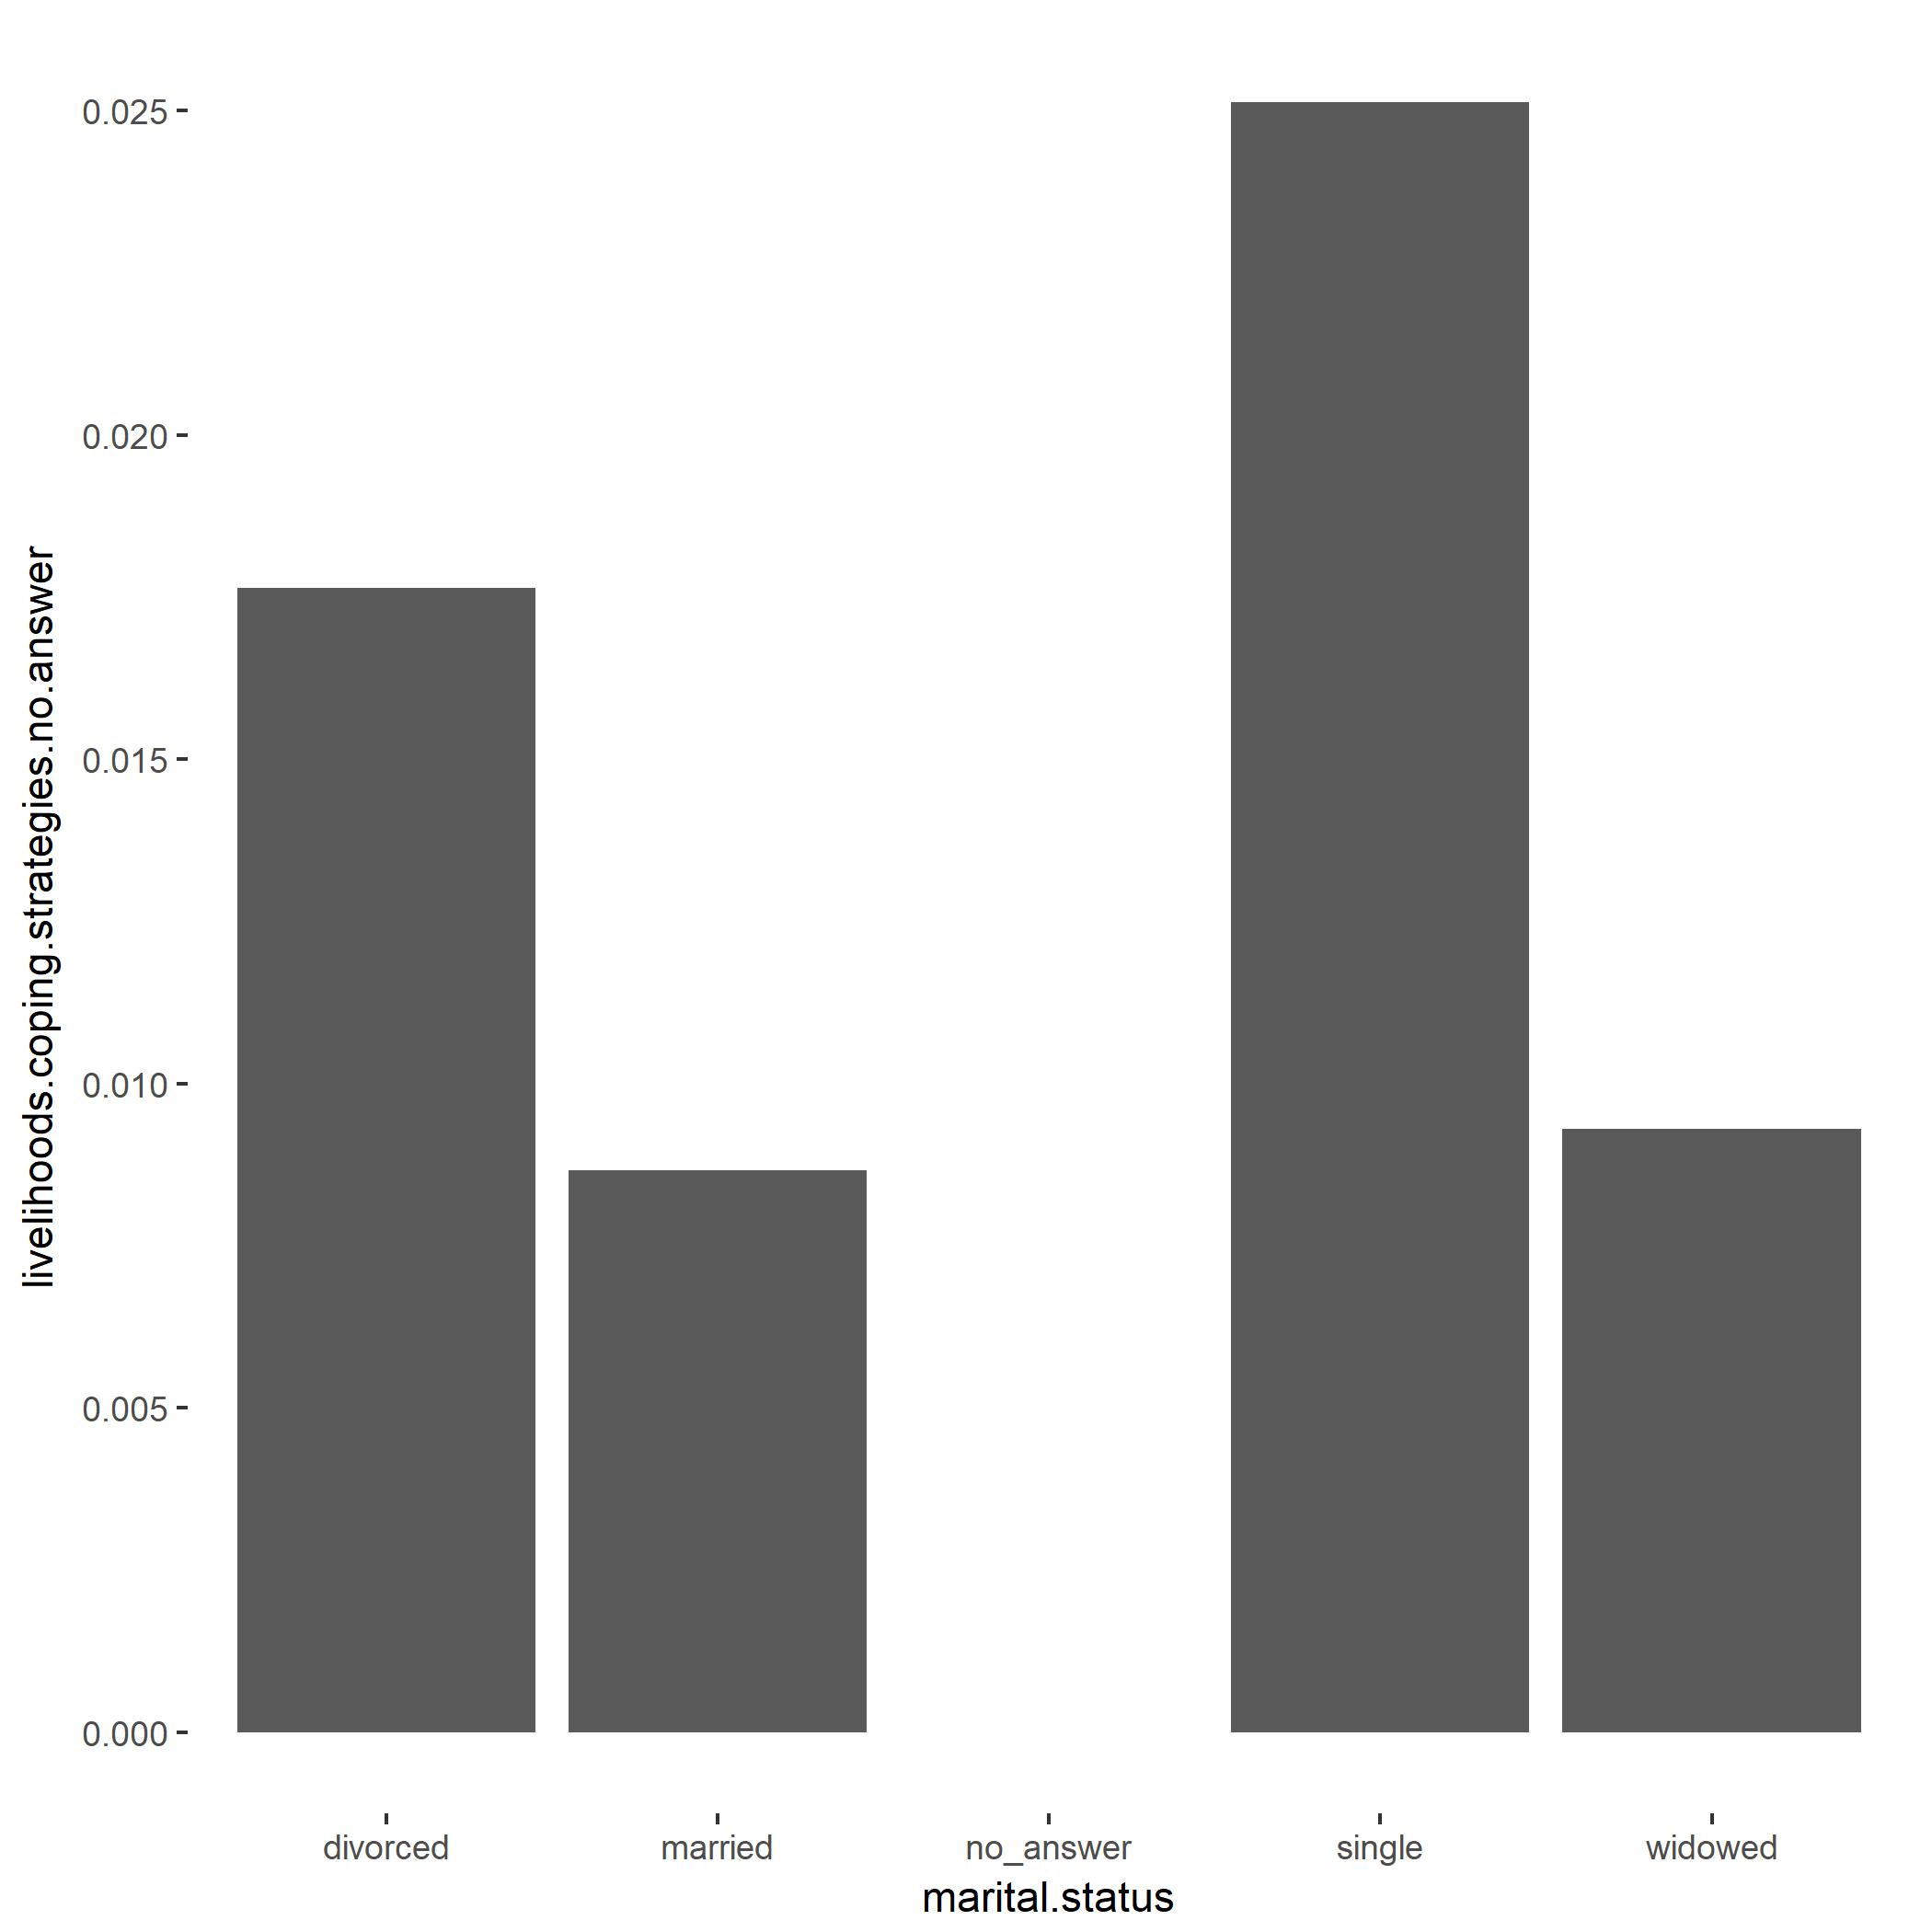 livelihoods.coping.strategies.no.answer
0.025
0.020
0.015
0.010
0.005
0.000
divorced married no_answer single widowed
marital.status